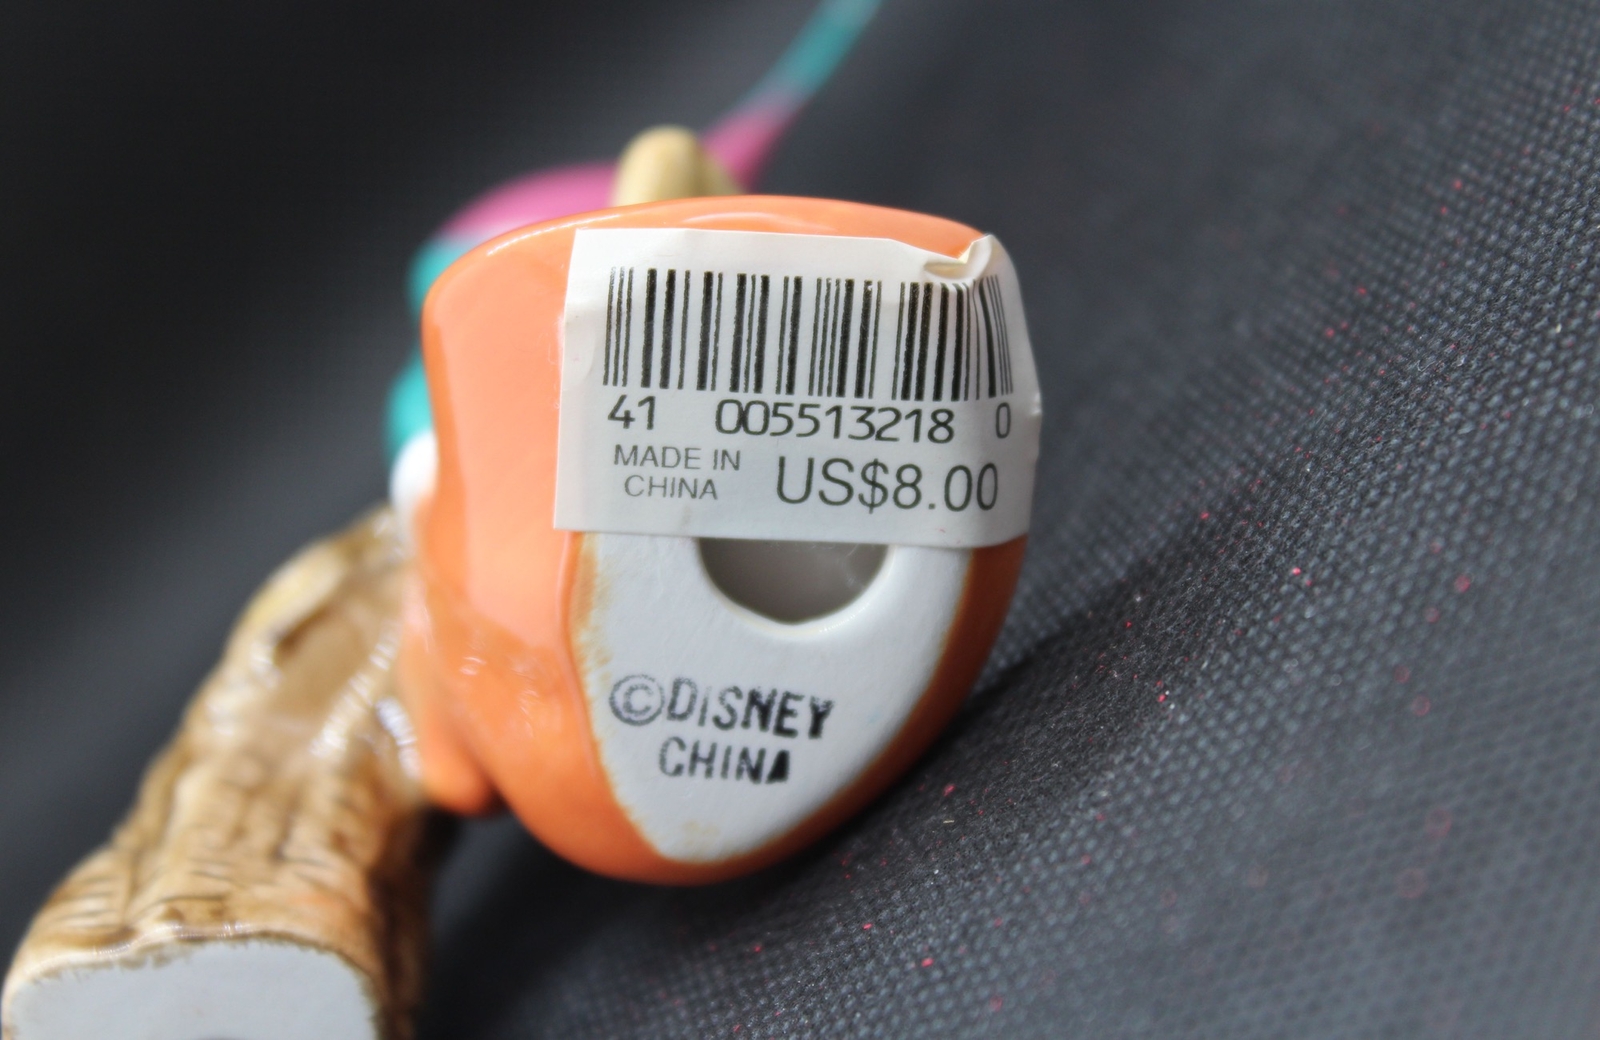 41 005513218 0
MADE IN
CHINA
US$8.00
©DISNEY
CHINA